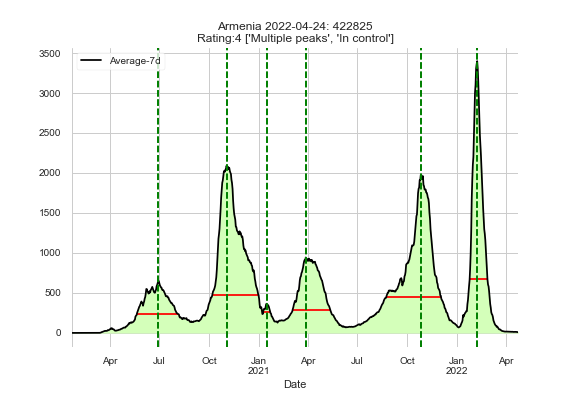 Armenia 2022-04-24: 422825
Rating:4 ['Multiple peaks', 'In control']
Average-7d
3500
3000
2500
2000
1500
1000
500
0
Apr Jul Oct Jan Apr Jul Oct Jan Apr
2021 2022
Date